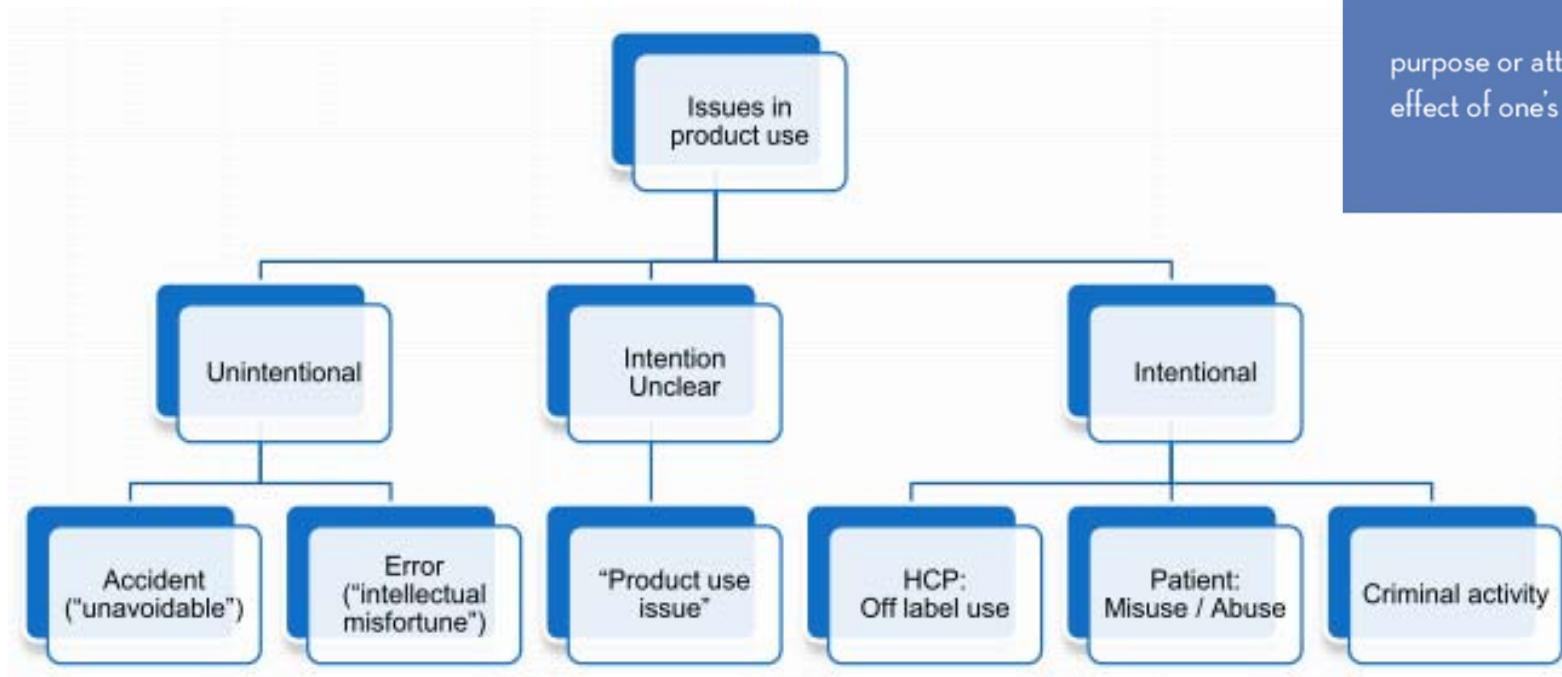 purpose or att
effect of one's
Issues in
product use
Unintentional
Intention
Unclear
Intentional
Accident
("unavoidable")
Error
("intellectual
misfortune")
"Product use
issue"
HCP:
Off label use
Patient:
Misuse / Abuse
Criminal activity